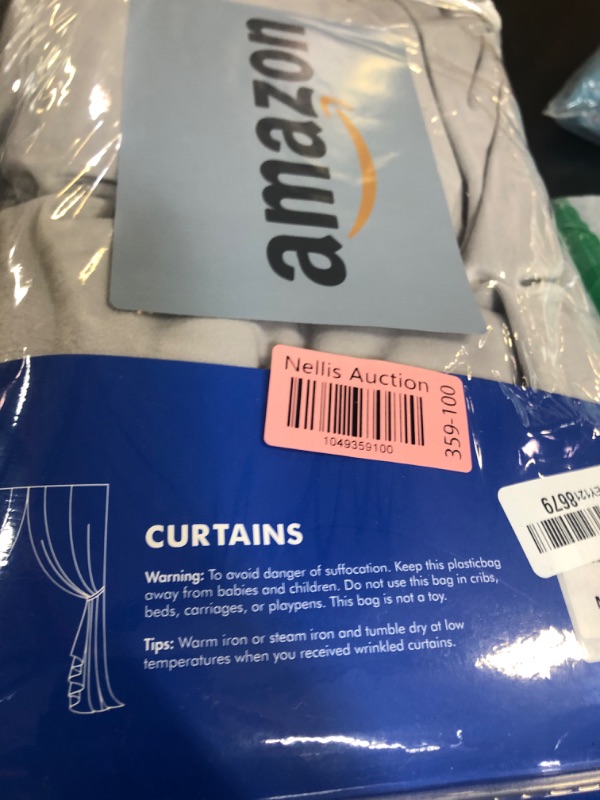 amazon
Nellis Auction
1049359100
359-100
EY1218679
CURTAINS
Warning: To avoid danger of suffocation. Keep this plasticbag
away from babies and children. Do not use this bag in cribs,
beds, carriages, or playpens. This bag is not a toy.
Tips: Warm iron or steam iron and tumble dry at low
temperatures when you received wrinkled curtains.